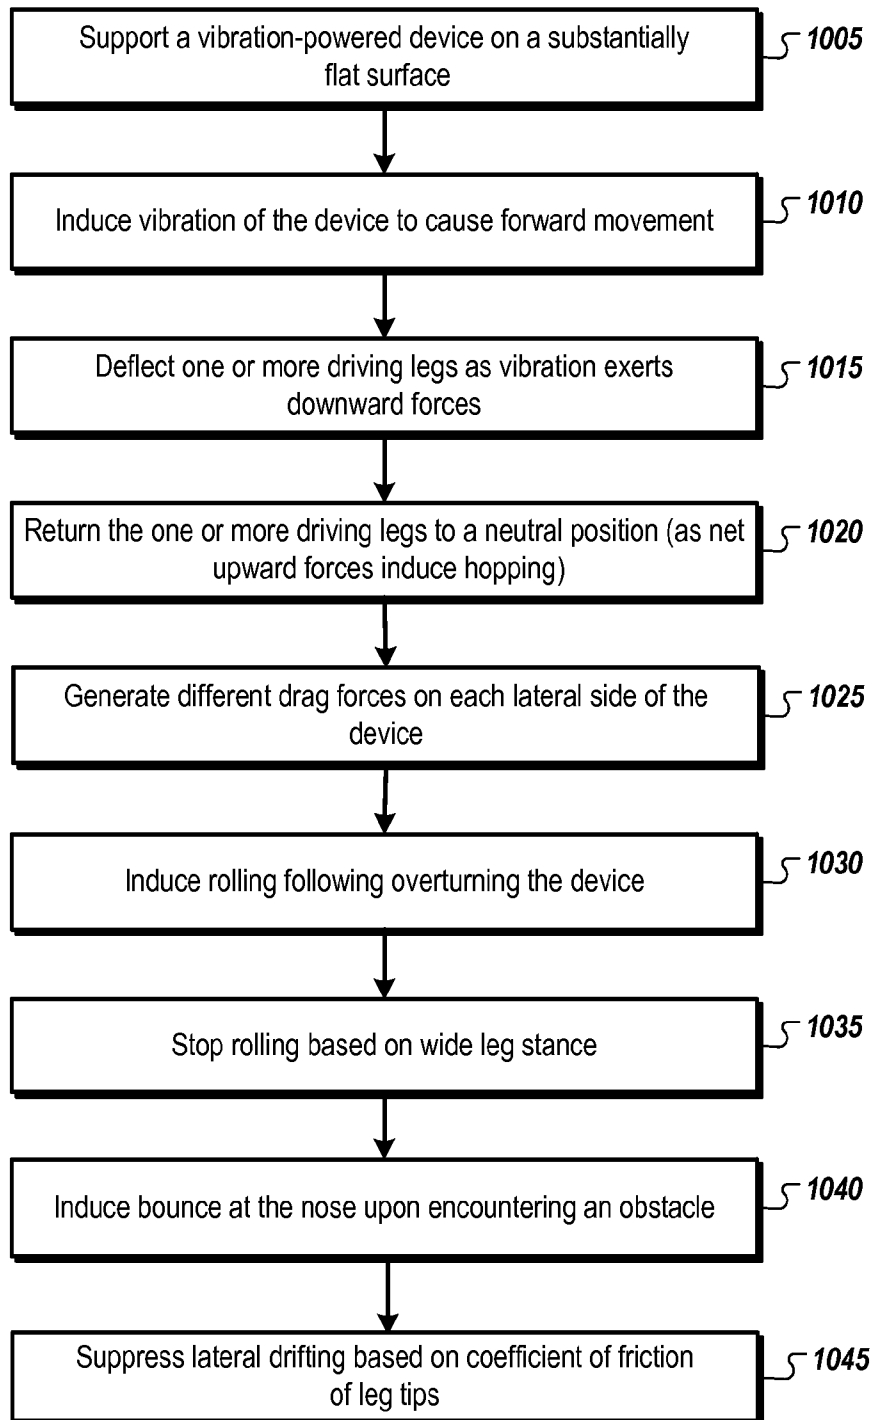 Support a vibration-powered device on a substantially
flat surface
1005
Induce vibration of the device to cause forward movement
1010
Deflect one or more driving legs as vibration exerts
downward forces
1015
Return the one or more driving legs to a neutral position (as net
upward forces induce hopping)
1020
Generate different drag forces on each lateral side of the
device
1025
Induce rolling following overturning the device
1030
Stop rolling based on wide leg stance
1035
Induce bounce at the nose upon encountering an obstacle
1040
Suppress lateral drifting based on coefficient of friction
of leg tips
1045